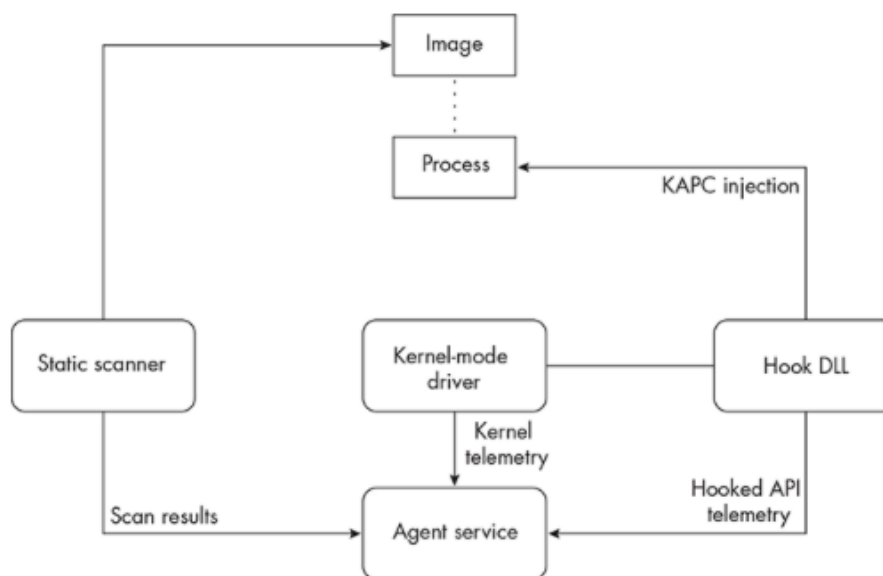 Image
Process
KAPC injection
Static scanner
Kernel-mode
driver
Hook DLL
Kernel
telemetry
Hooked API
telemetry
Scan results
Agent service